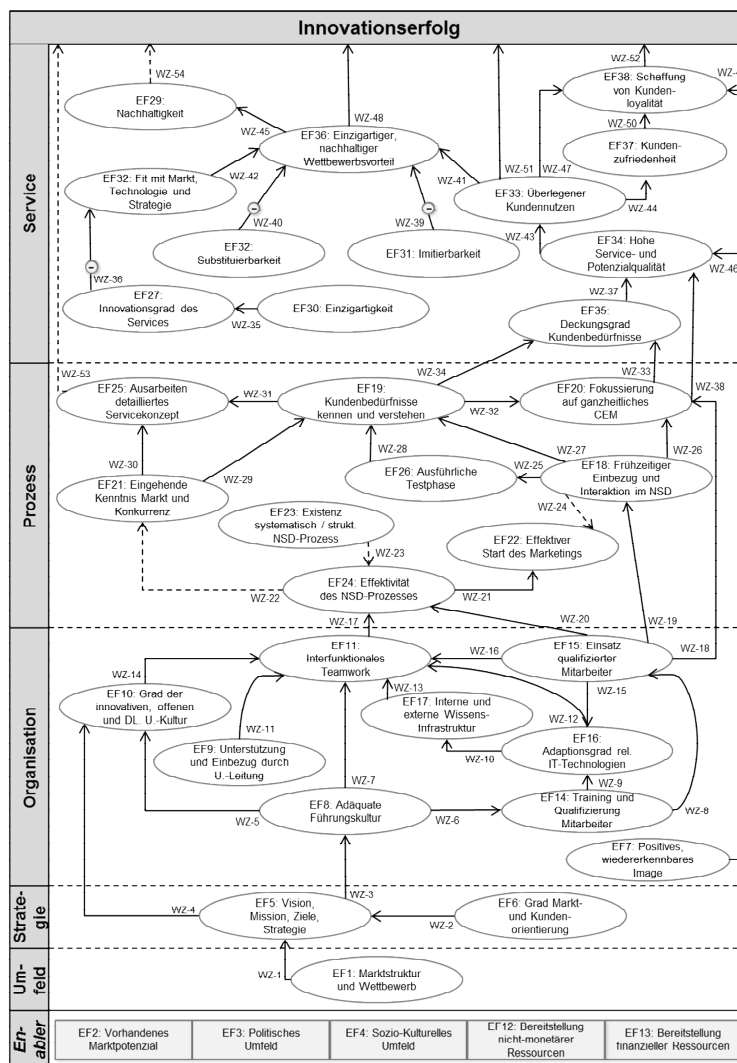 Innovationserfolg
Service
WZ-54
EF29:
Nachhaltigkeit
WZ-48
WZ-52
EF38: Schaffung
von Kunden-
loyalität
WZ-45
EF36: Einzigartiger,
nachhaltiger
Wettbewerbsvorteil
WZ-50
EF37: Kunden-
zufriedenheit
EF32: Fit mit Markt,
Technologie und
Strategie
WZ-42
WZ-41
WZ-51
WZ-47
EF33: Überlegener
Kundennutzen
WZ-44
WZ-40
WZ-39
EF32:
Substituierbarkeit
EF31: Imitierbarkeit
WZ-43
EF34: Hohe
Service- und
Potenzialqualität
WZ-46
WZ-36
EF27:
Innovationsgrad des
Services
WZ-35
EF30: Einzigartigkeit
WZ-37
EF35:
Deckungsgrad
Kundenbedürfnisse
Prozess
WZ-53
WZ-34
WZ-33
WZ-38
EF25: Ausarbeiten
detailliertes
Servicekonzept
WZ-31
EF19:
Kundenbedürfnisse
kennen und verstehen
WZ-32
EF20: Fokussierung
auf ganzheitliches
CEM
WZ-30
WZ-29
WZ-28
WZ-27
WZ-26
EF21: Eingehende
Kenntnis Markt und
Konkurrenz
EF26: Ausführliche
Testphase
WZ-25
EF18: Frühzeitiger
Einbezug und
Interaktion im NSD
WZ-24
EF23: Existenz
systematisch / strukt.
NSD-Prozess
WZ-23
EF22: Effektiver
Start des Marketings
WZ-22
EF24: Effektivität
des NSD-Prozesses
WZ-21
WZ-20
WZ-19
WZ-17
Organisation
WZ-14
EF11:
Interfunktionales
Teamwork
WZ-16
EF15: Einsatz
qualifizierter
Mitarbeiter
WZ-18
EF10: Grad der
innovativen, offenen
und DL. U.-Kultur
WZ-13
WZ-15
EF17: Interne und
externe Wissens-
Infrastruktur
WZ-12
WZ-11
EF9: Unterstützung
und Einbezug durch
U.-Leitung
WZ-10
EF16:
Adaptionsgrad rel.
IT-Technologien
WZ-7
WZ-9
WZ-5
EF8: Adäquate
Führungskultur
WZ-6
EF14: Training und
Qualifizierung
Mitarbeiter
WZ-8
EF7: Positives,
wiedererkennbares
Image
Strate-
gie
WZ-4
WZ-3
EF5: Vision,
Mission, Ziele,
Strategie
WZ-2
EF6: Grad Markt-
und Kunden-
orientierung
Um-
feld
WZ-1
EF1: Marktstruktur
und Wettbewerb
En-
abler
EF2: Vorhandenes
Marktpotenzial
EF3: Politisches
Umfeld
EF4: Sozio-Kulturelles
Umfeld
EF12: Bereitstellung
nicht-monetärer
Ressourcen
EF13: Bereitstellung
finanzieller Ressourcen